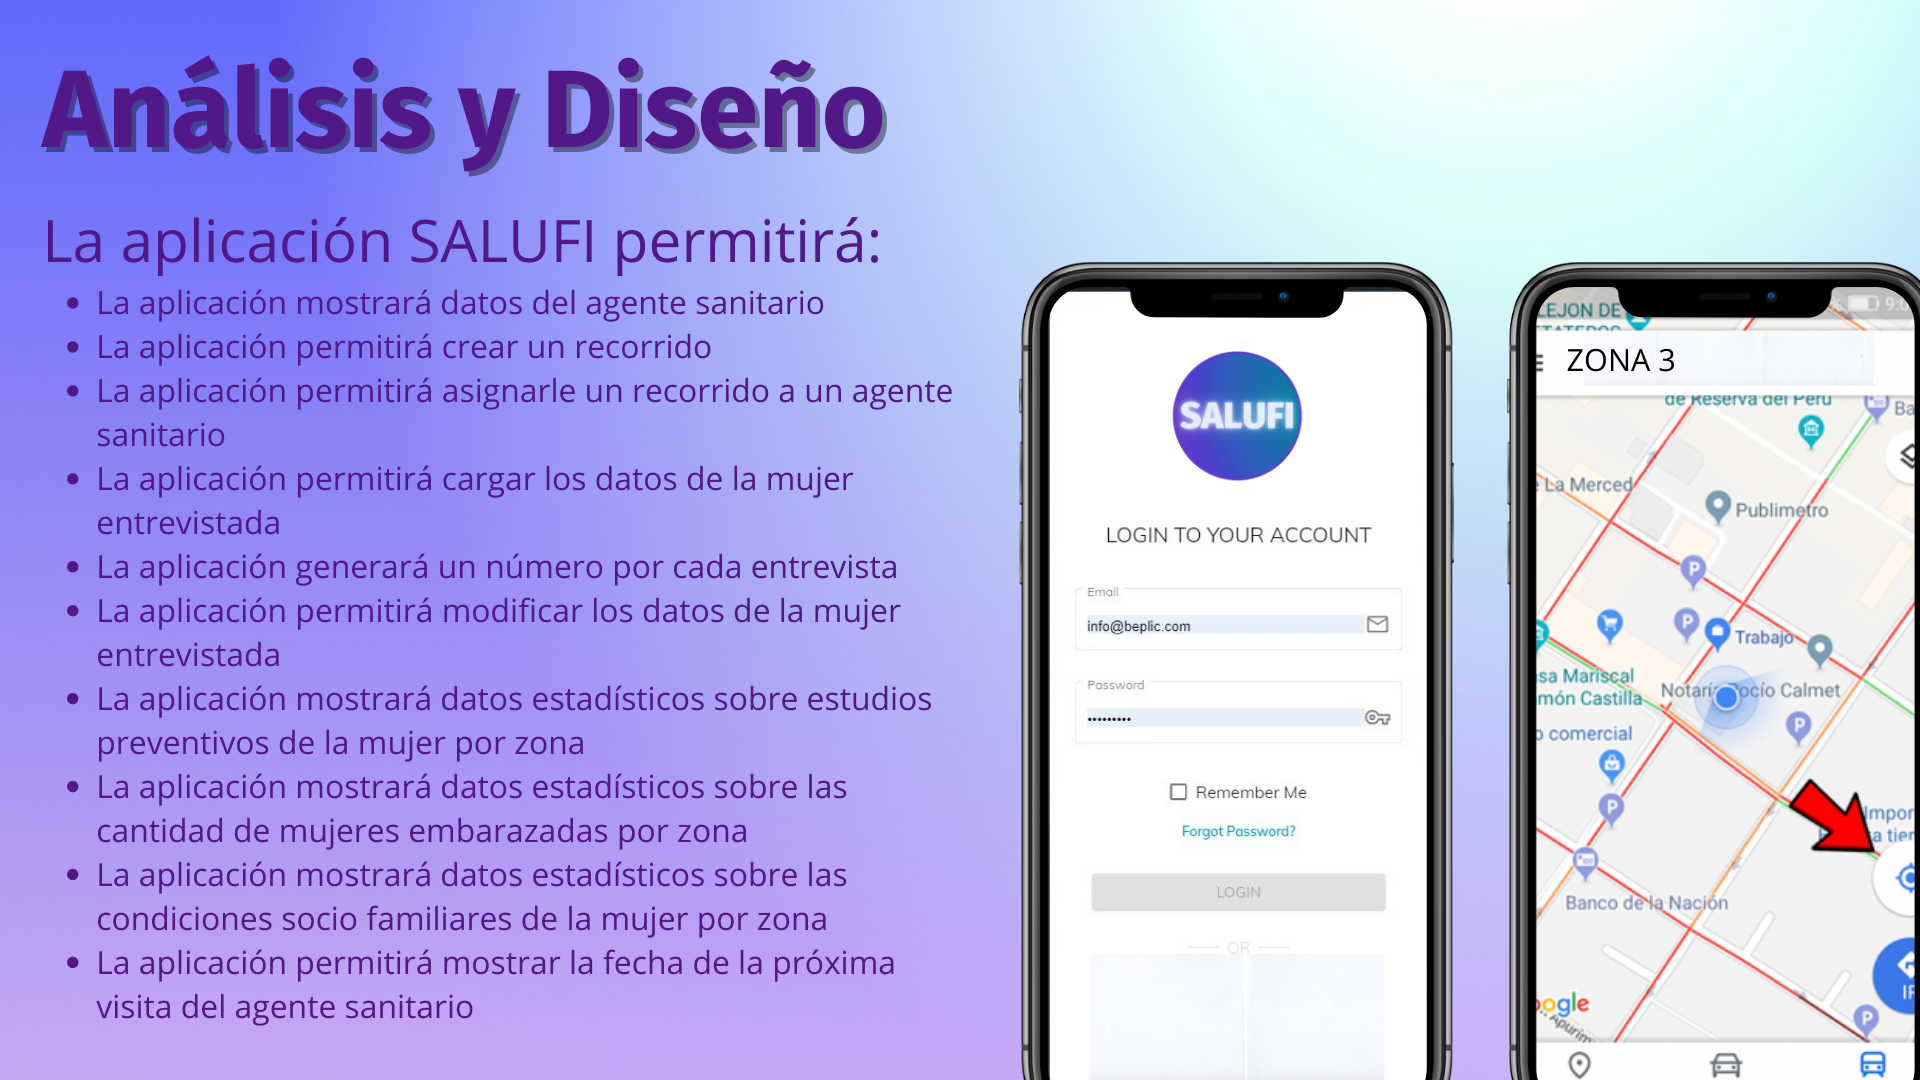 Análisis y Diseño
La aplicación SALUFI permitirá:
La aplicación mostrará datos del agente sanitario
La aplicación permitirá crear un recorrido
La aplicación permitirá asignarle un recorrido a un agente
sanitario
La aplicación permitirá cargar los datos de la mujer
entrevistada
La aplicación generará un número por cada entrevista
La aplicación permitirá modificar los datos de la mujer
entrevistada
La aplicación mostrará datos estadísticos sobre estudios
preventivos de la mujer por zona
La aplicación mostrará datos estadísticos sobre las
cantidad de mujeres embarazadas por zona
La aplicación mostrará datos estadísticos sobre las
condiciones socio familiares de la mujer por zona
La aplicación permitirá mostrar la fecha de la próxima
visita del agente sanitario
SALUFI
LOGIN TO YOUR ACCOUNT
Email
info@beplic.com
Password
Remember Me
Forgot Password?
LOGIN
OR
LEJON DE
ZONA 3
de Reserva del Perú
Ba
La Merced
Publimetro
Trabajo
sa Mariscal
món Castilla
Notaría Rocío Calmet
o comercial
Impor
a tier
Banco de la Nación
ogle
Apurím